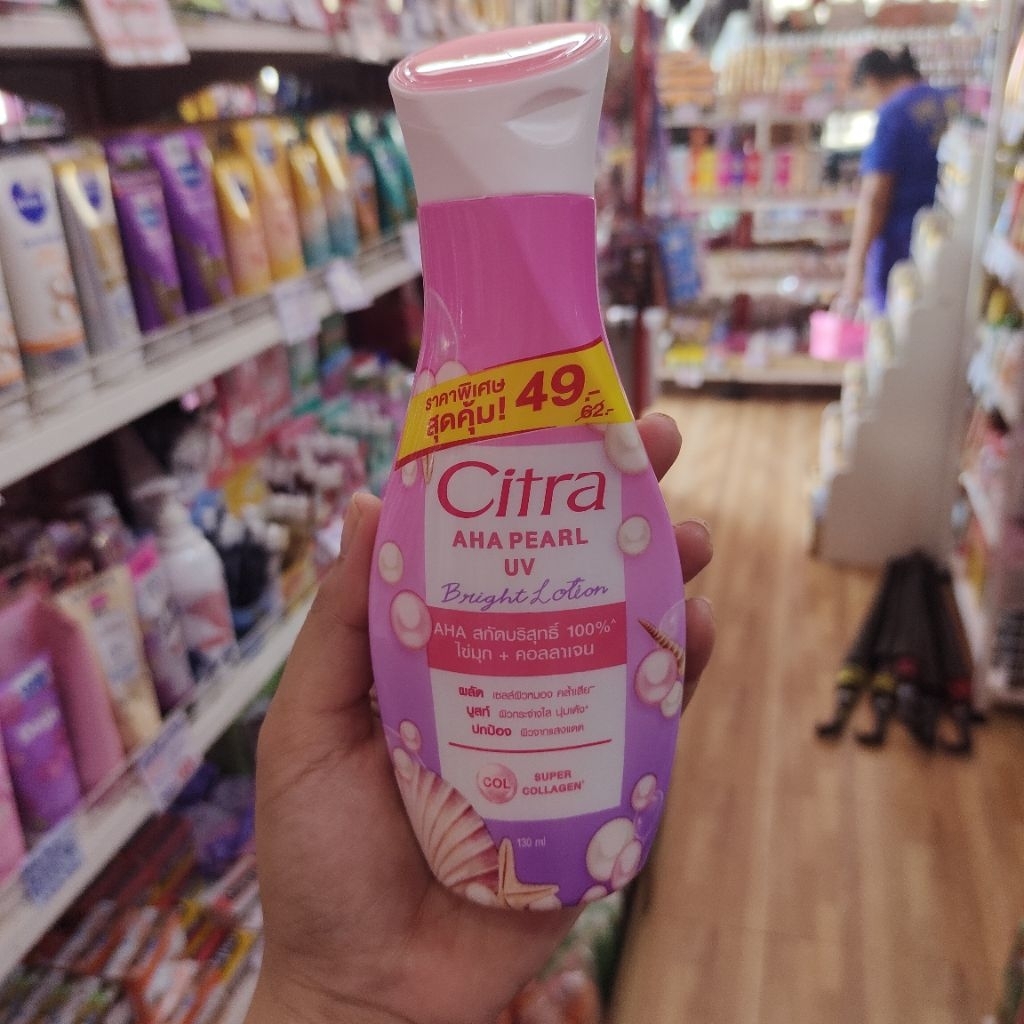 ราคาพิเศษ
สุดคุ้ม! 49.-
62.-
Citra
AHA PEARL
UV
Bright Lotion
AHA สกัดบริสุทธิ์ 100%^
ไข่มุก + คอลลาเจน
ผลัด เซลล์ผิวหมอง คล้ำเสีย~
บูสท์ ผิวกระจ่างใส นุ่มเด้ง*
ปกป้อง ผิวจากแสงแดด
COL SUPER
COLLAGEN*
130 ml